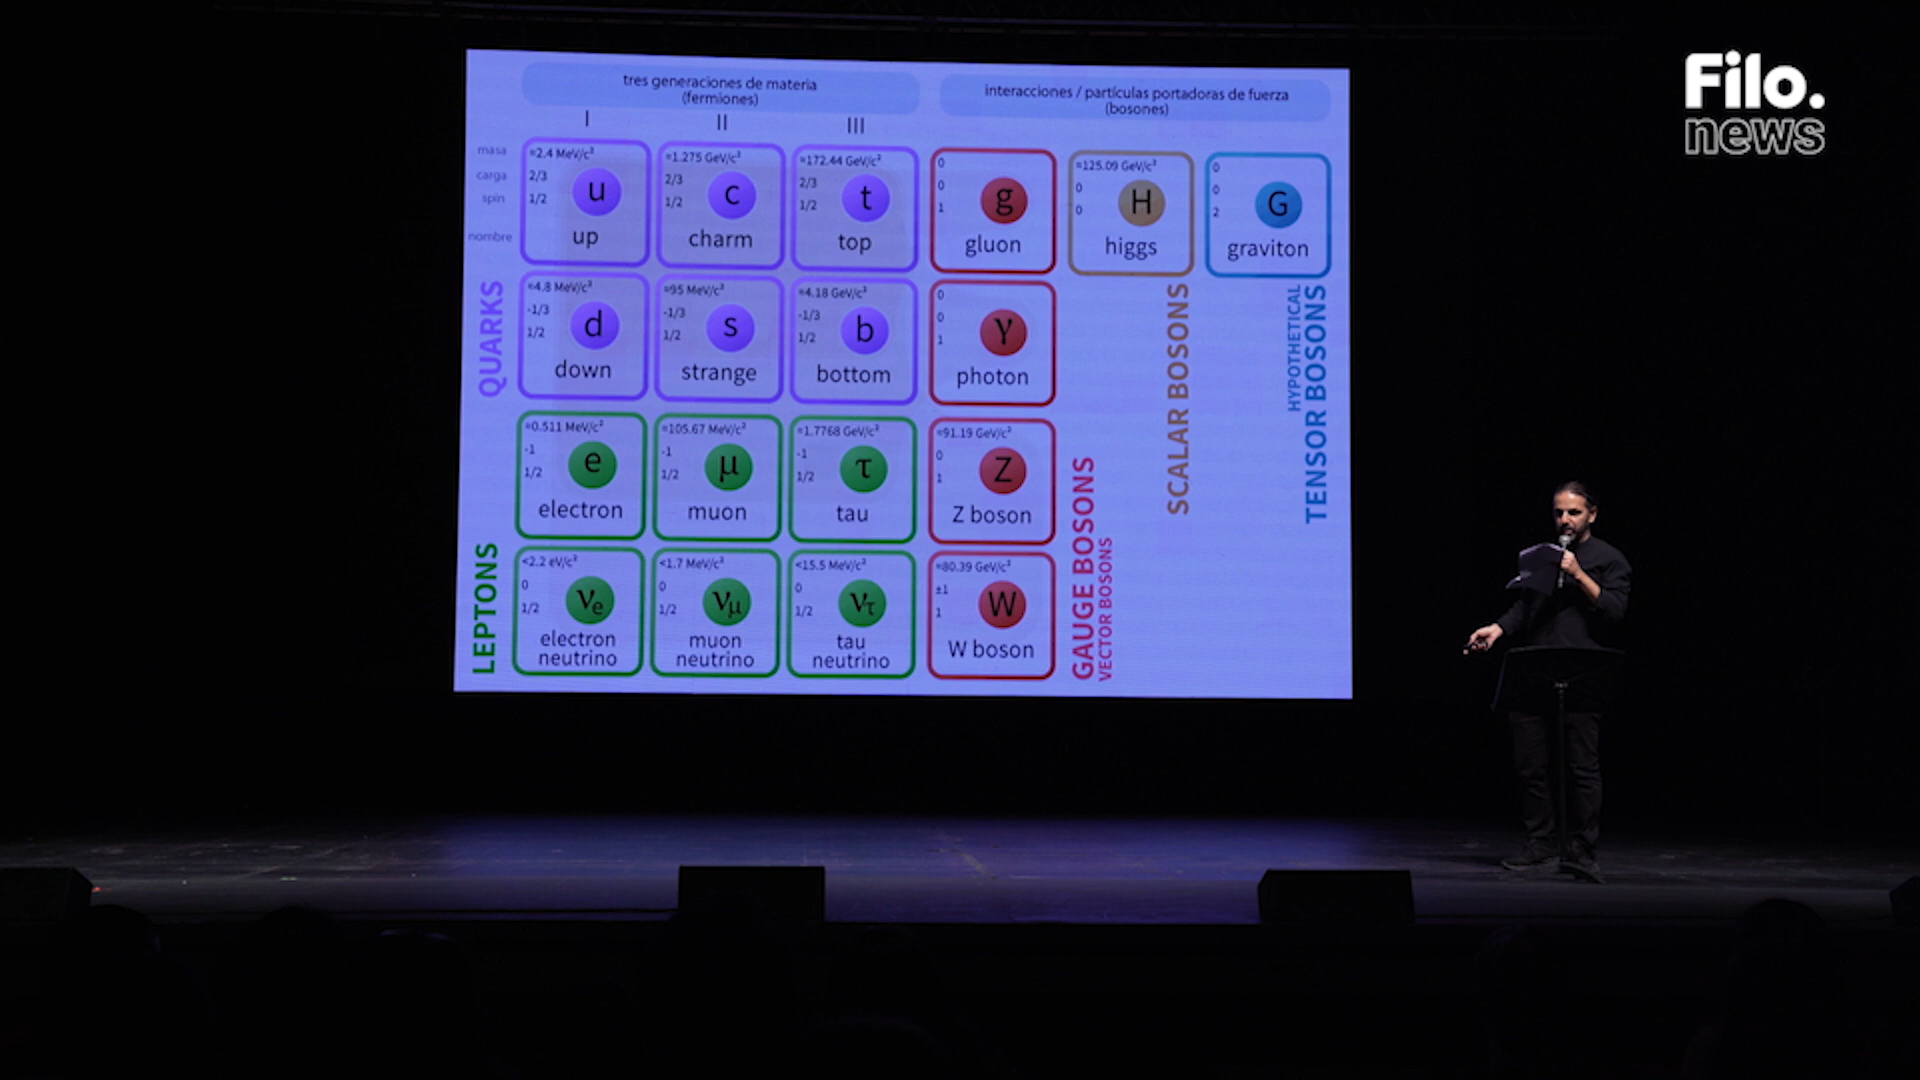 Filo.
news
tres generaciones de materia
(fermiones)
interacciones / partículas portadoras de fuerza
(bosones)
I
II
III
masa
carga
spin
nombre
≈2.4 MeV/c²
2/3
1/2
u
up
≈1.275 GeV/c²
2/3
1/2
c
charm
≈172.44 GeV/c²
2/3
1/2
t
top
0
0
1
g
gluon
≈125.09 GeV/c²
0
0
H
higgs
0
0
2
G
graviton
QUARKS
≈4.8 MeV/c²
-1/3
1/2
d
down
≈95 MeV/c²
-1/3
1/2
s
strange
≈4.18 GeV/c²
-1/3
1/2
b
bottom
0
0
1
γ
photon
SCALAR BOSONS
HYPOTHETICAL
TENSOR BOSONS
LEPTONS
≈0.511 MeV/c²
-1
1/2
e
electron
≈105.67 MeV/c²
-1
1/2
μ
muon
≈1.7768 GeV/c²
-1
1/2
τ
tau
≈91.19 GeV/c²
0
1
Z
Z boson
GAUGE BOSONS
VECTOR BOSONS
<2.2 eV/c²
0
1/2
νe
electron
neutrino
<1.7 MeV/c²
0
1/2
νμ
muon
neutrino
<15.5 MeV/c²
0
1/2
ντ
tau
neutrino
≈80.39 GeV/c²
±1
1
W
W boson